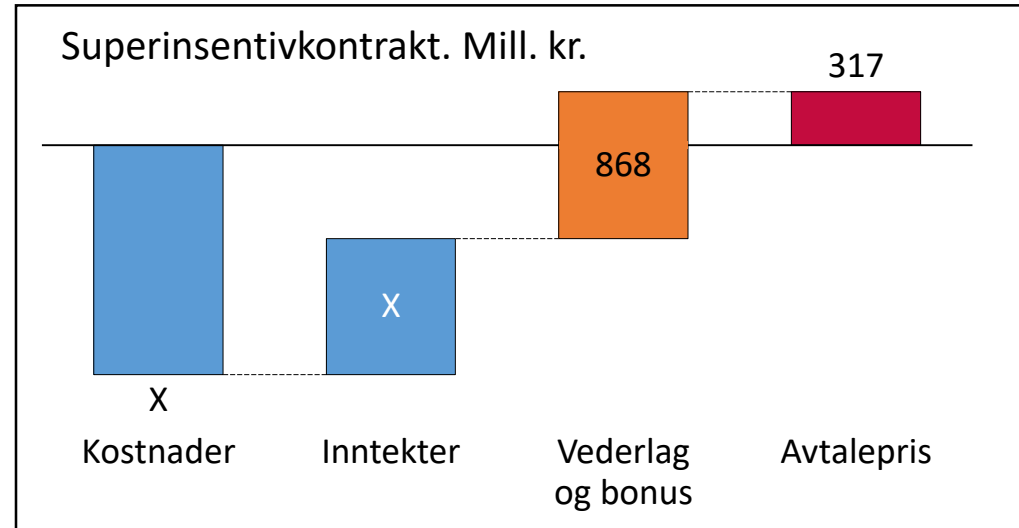 Superinsentivkontrakt. Mill. kr.
317
868
X
X
Kostnader
Inntekter
Vederlag
og bonus
Avtalepris